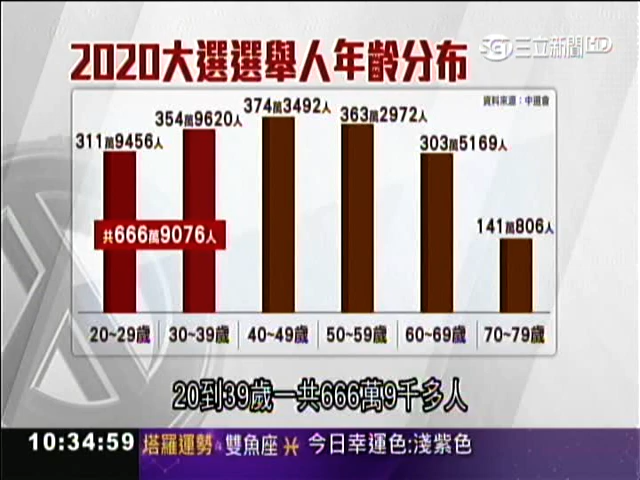 2020大選選舉人年齡分布
SET三立新聞HD
資料來源：中選會
311萬9456人
354萬9620人
374萬3492人
363萬2972人
303萬5169人
141萬806人
共666萬9076人
20~29歲
30~39歲
40~49歲
50~59歲
60~69歲
70~79歲
20到39歲一共666萬9千多人
10:34:59 塔羅運勢 雙魚座♓ 今日幸運色:淺紫色